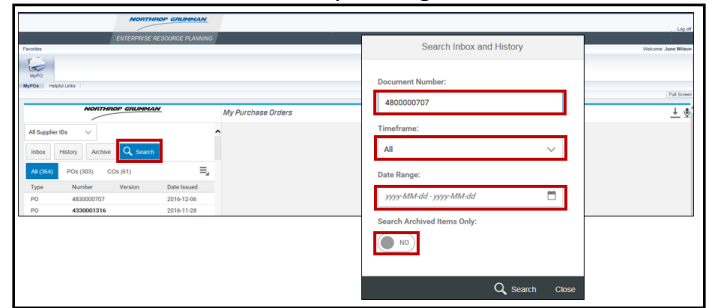 NORTHROP GRUMMAN
Log off
ENTERPRISE RESOURCE PLANNING
Favorites
Welcome: Jane Wilson
MyPO
MyPOs Helpful Links
Full Screen
NORTHROP GRUMMAN
My Purchase Orders
All Supplier IDs
Inbox History Archive Search
All (364) POs (303) COs (61)
Type Number Version Date Issued
PO 4830000707 2016-12-06
PO 4330001316 2016-11-28
Search Inbox and History
Document Number:
4800000707
Timeframe:
All
Date Range:
yyyy-MM-dd - yyyy-MM-dd
Search Archived Items Only:
NO
Search Close